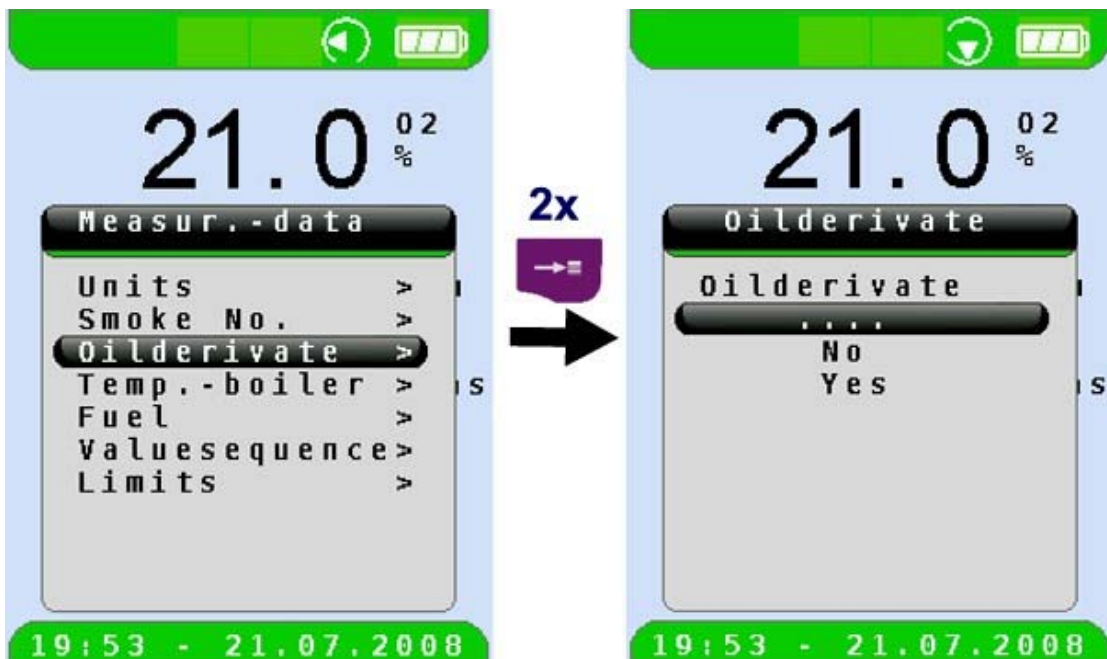 21.0 O2
%
Measur.-data
Units >
Smoke No. >
Oilderivate >
Temp.-boiler >
Fuel >
Valuesequence>
Limits >
s
19:53 - 21.07.2008
2x
21.0 O2
%
Oilderivate
Oilderivate
....
No
Yes
s
19:53 - 21.07.2008